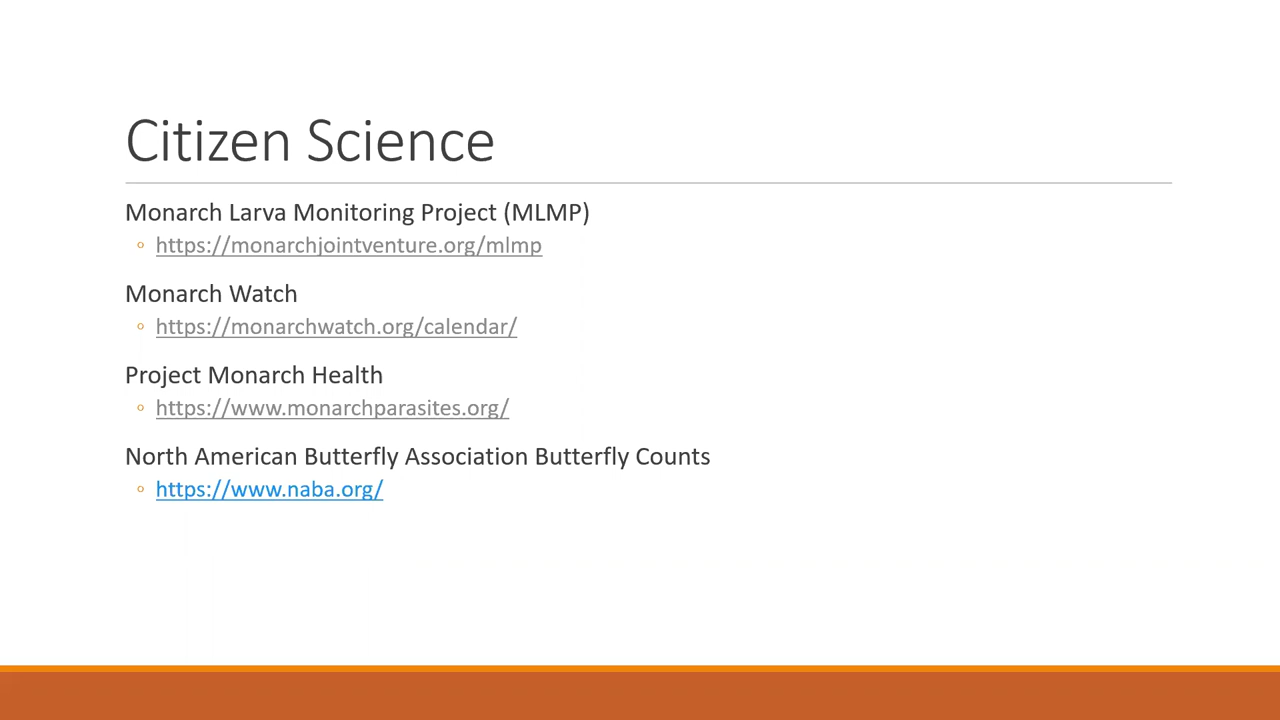 Citizen Science
Monarch Larva Monitoring Project (MLMP)
https://monarchjointventure.org/mlmp
Monarch Watch
https://monarchwatch.org/calendar/
Project Monarch Health
https://www.monarchparasites.org/
North American Butterfly Association Butterfly Counts
https://www.naba.org/